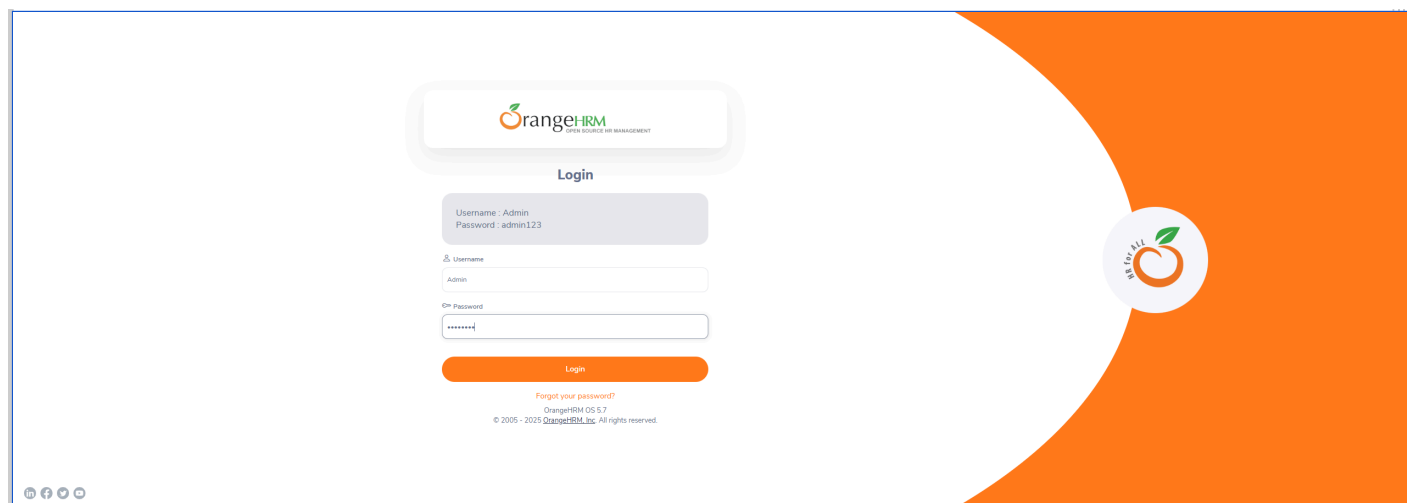 OrangeHRM
OPEN SOURCE HR MANAGEMENT
Login
Username : Admin
Password : admin123
Username
Admin
Password
••••••••
Login
Forgot your password?
OrangeHRM OS 5.7
© 2005 - 2025 OrangeHRM, Inc. All rights reserved.
HR for ALL